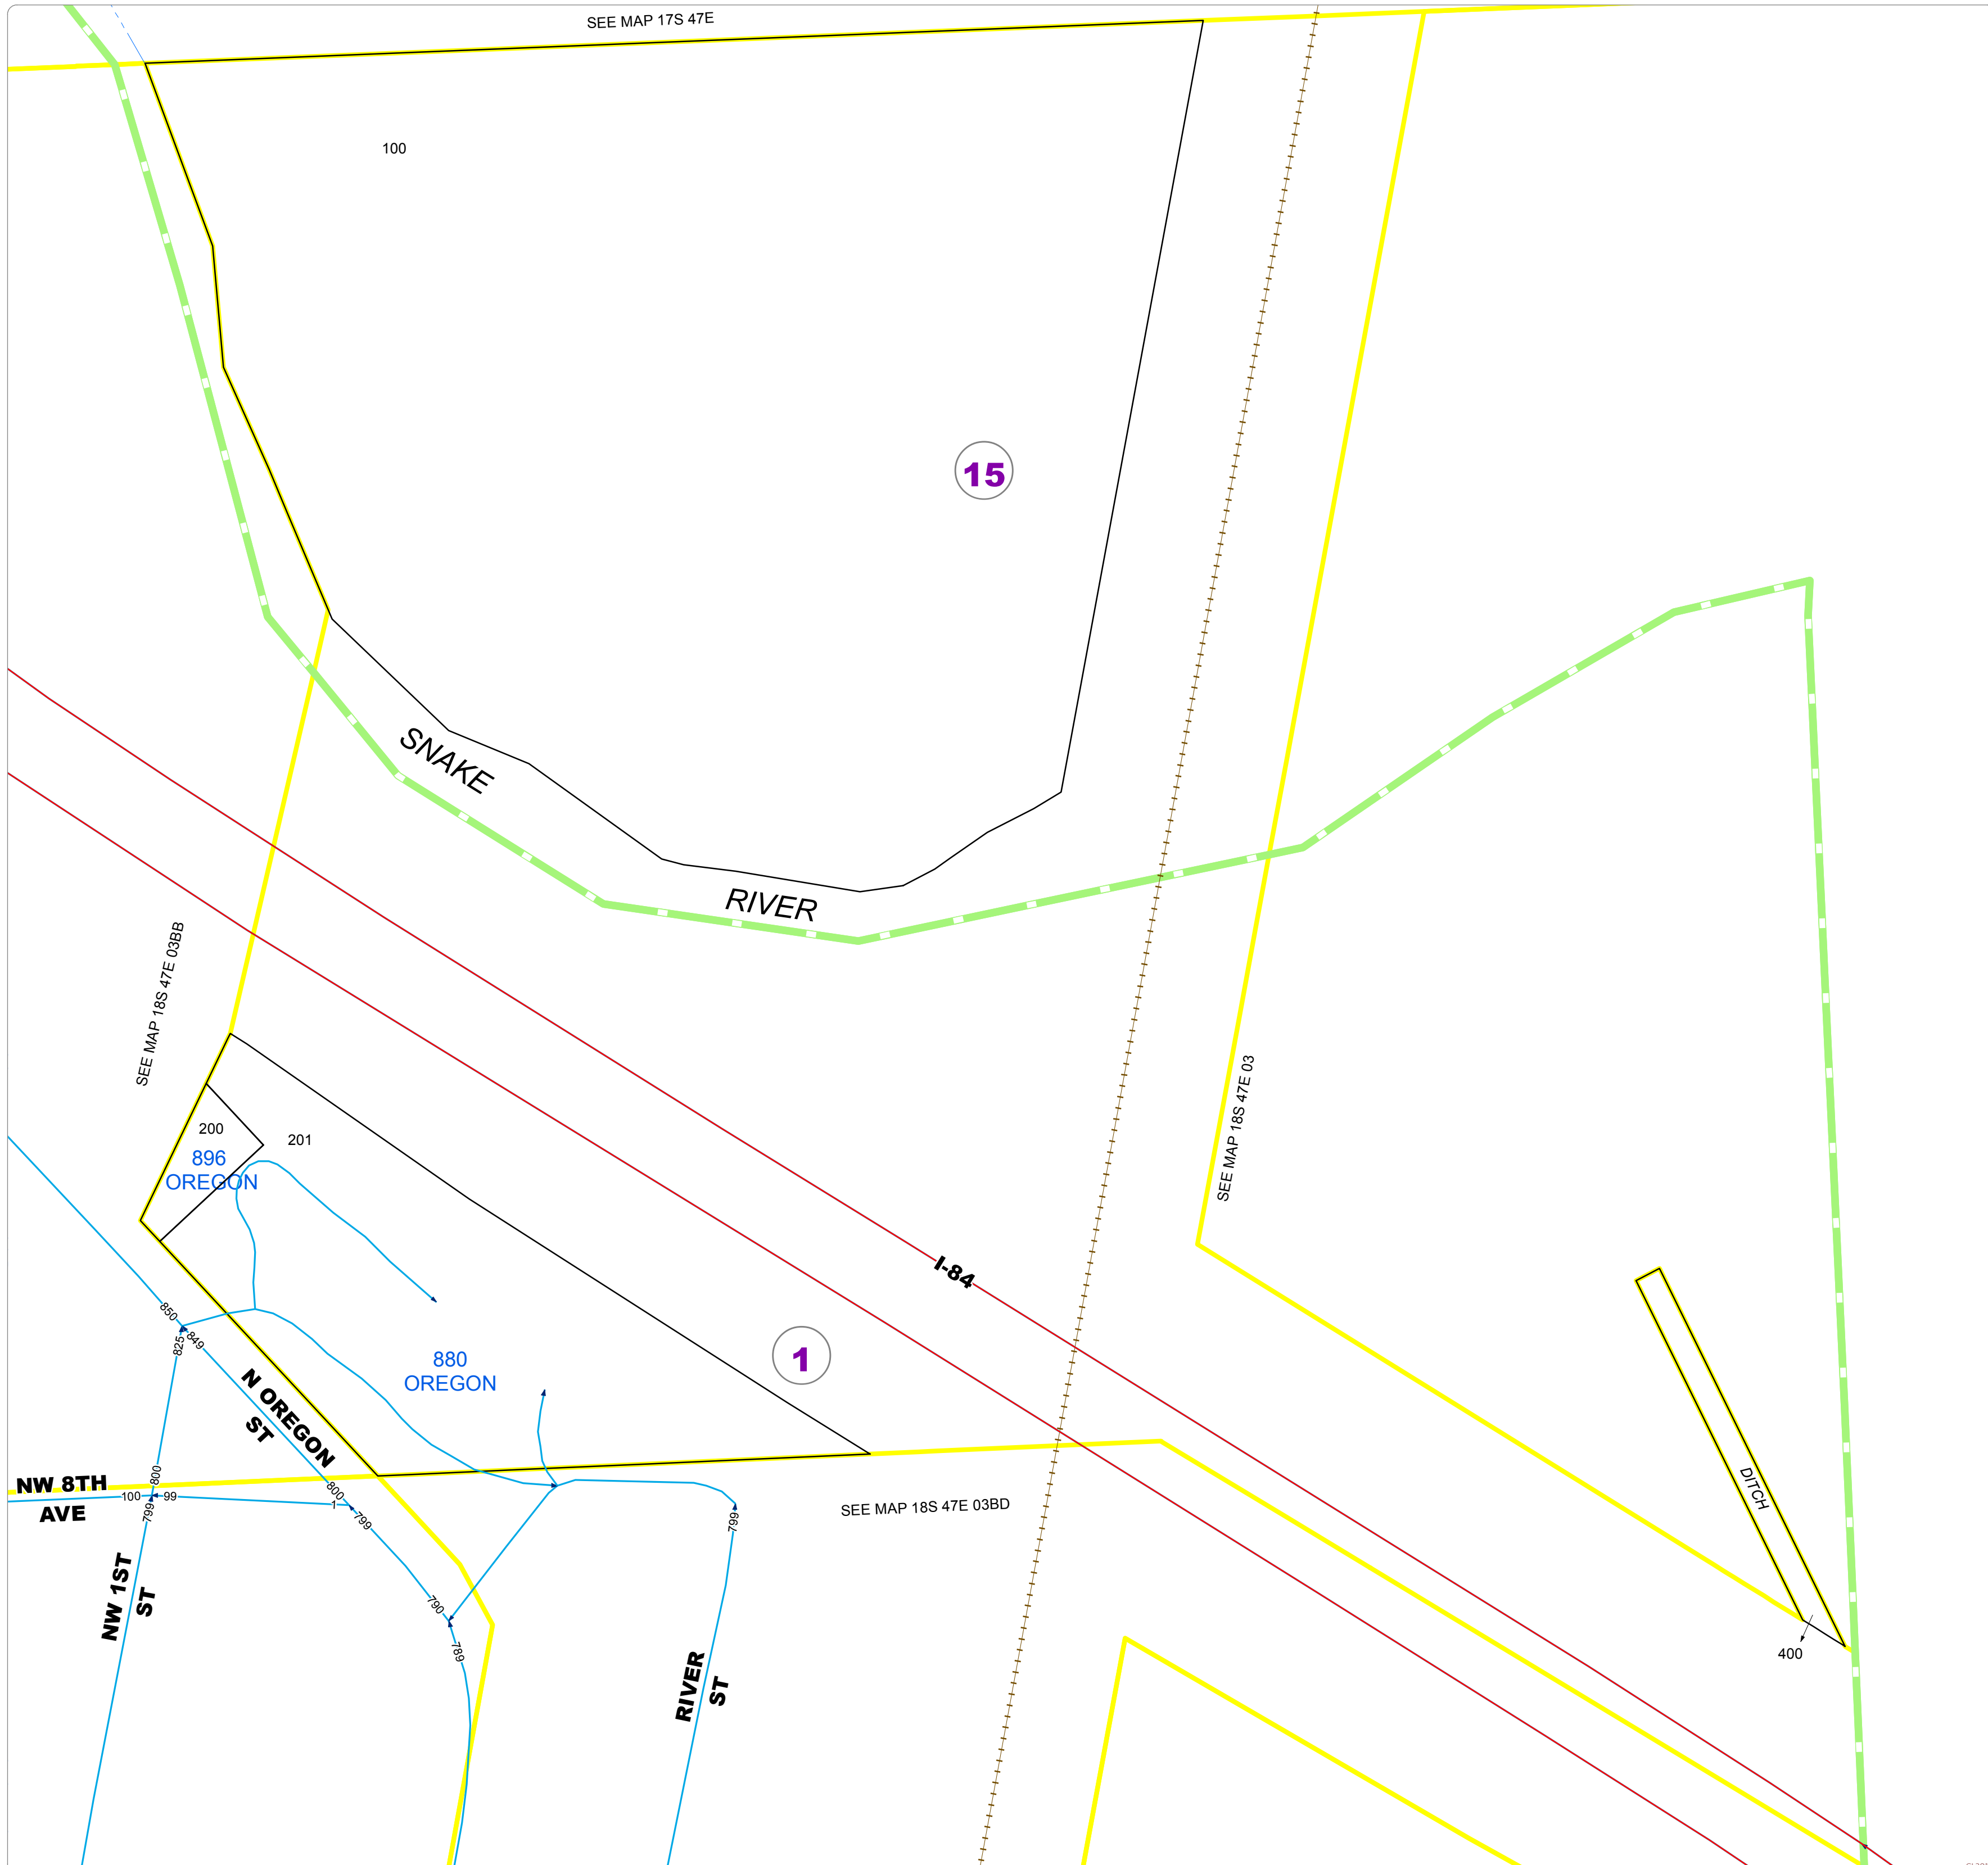 SEE MAP 17S 47E
100
15
SNAKE
RIVER
SEE MAP 18S 47E 03BB
SEE MAP 18S 47E 03
200
201
896
OREGON
I-84
850
849
825
1
880
OREGON
N OREGON
ST
NW 8TH
AVE
800
100
99
799
800
1
799
SEE MAP 18S 47E 03BD
799
DITCH
NW 1ST
ST
790
789
RIVER
ST
400